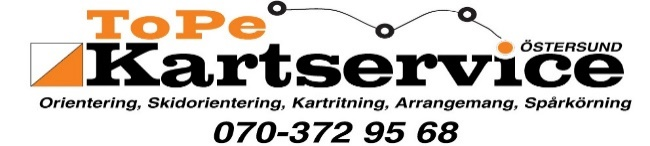 ToPe
ÖSTERSUND
Kartservice
Orientering, Skidorientering, Kartritning, Arrangemang, Spårkörning
070-372 95 68